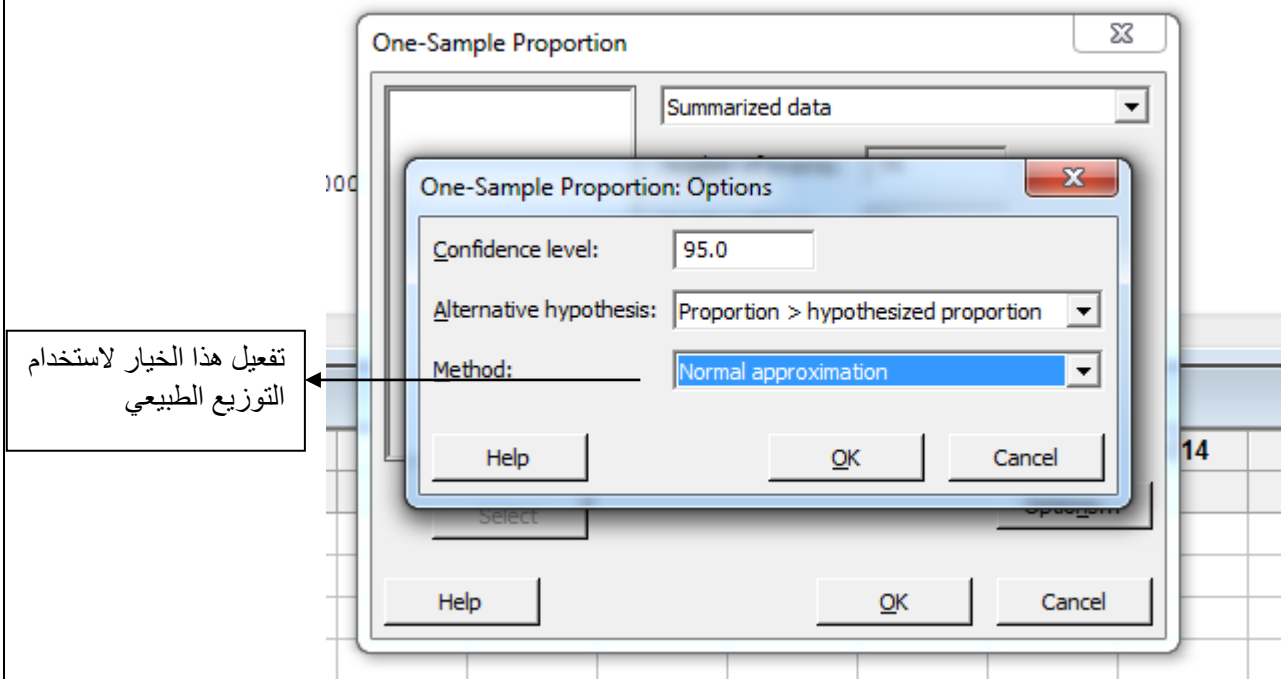 One-Sample Proportion
Summarized data
One-Sample Proportion: Options
Confidence level: 95.0
Alternative hypothesis: Proportion > hypothesized proportion
تفعيل هذا الخيار لاستخدام
التوزيع الطبيعي
Method: Normal approximation
Help OK Cancel
14
Select
Help OK Cancel